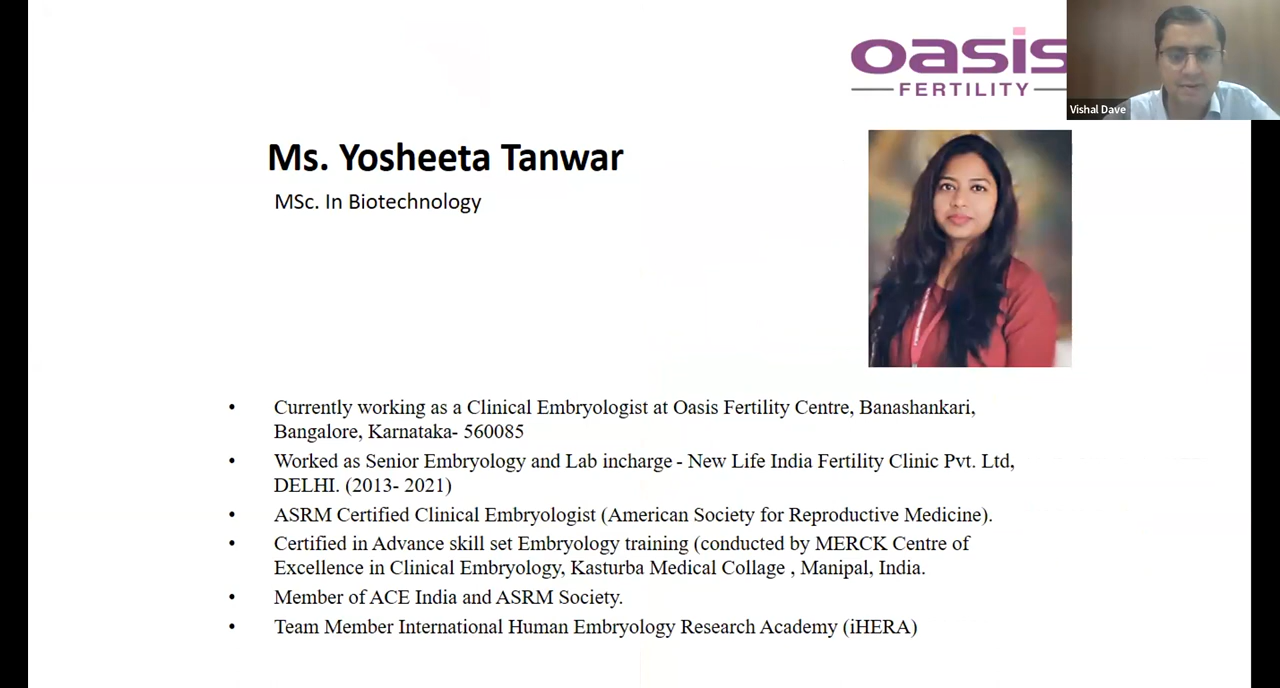 oasis
FERTILITY
Vishal Dave
Ms. Yosheeta Tanwar
MSc. In Biotechnology
• Currently working as a Clinical Embryologist at Oasis Fertility Centre, Banashankari,
Bangalore, Karnataka- 560085
• Worked as Senior Embryology and Lab incharge - New Life India Fertility Clinic Pvt. Ltd,
DELHI. (2013- 2021)
• ASRM Certified Clinical Embryologist (American Society for Reproductive Medicine).
• Certified in Advance skill set Embryology training (conducted by MERCK Centre of
Excellence in Clinical Embryology, Kasturba Medical Collage , Manipal, India.
• Member of ACE India and ASRM Society.
• Team Member International Human Embryology Research Academy (iHERA)